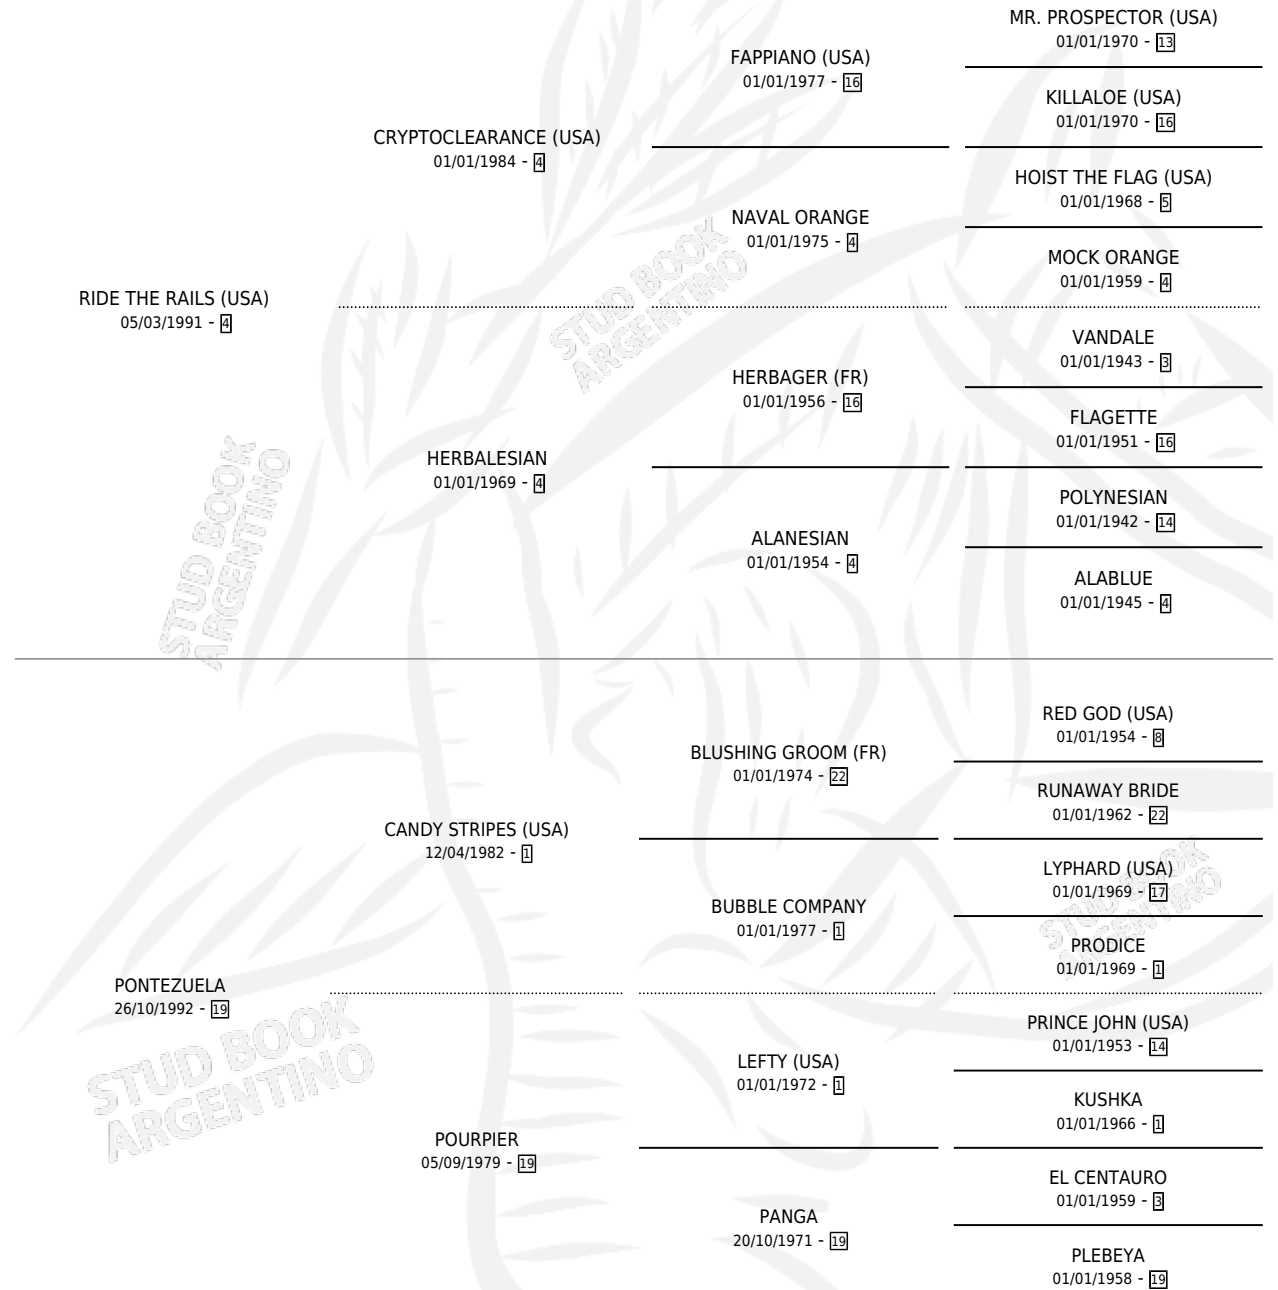 MR. PROSPECTOR (USA)
01/01/1970 - 13
FAPPIANO (USA)
01/01/1977 - 16
KILLALOE (USA)
01/01/1970 - 16
CRYPTOCLEARANCE (USA)
01/01/1984 - 4
HOIST THE FLAG (USA)
01/01/1968 - 5
NAVAL ORANGE
01/01/1975 - 4
MOCK ORANGE
01/01/1959 - 4
RIDE THE RAILS (USA)
05/03/1991 - 4
VANDALE
01/01/1943 - 3
HERBAGER (FR)
01/01/1956 - 16
FLAGETTE
01/01/1951 - 16
HERBALESIAN
01/01/1969 - 4
POLYNESIAN
01/01/1942 - 14
ALANESIAN
01/01/1954 - 4
ALABLUE
01/01/1945 - 4
RED GOD (USA)
01/01/1954 - 8
BLUSHING GROOM (FR)
01/01/1974 - 22
RUNAWAY BRIDE
01/01/1962 - 22
CANDY STRIPES (USA)
12/04/1982 - 1
LYPHARD (USA)
01/01/1969 - 17
BUBBLE COMPANY
01/01/1977 - 1
PRODICE
01/01/1969 - 1
PONTEZUELA
26/10/1992 - 19
PRINCE JOHN (USA)
01/01/1953 - 14
LEFTY (USA)
01/01/1972 - 1
KUSHKA
01/01/1966 - 1
POURPIER
05/09/1979 - 19
EL CENTAURO
01/01/1959 - 3
PANGA
20/10/1971 - 19
PLEBEYA
01/01/1958 - 19
STUD BOOK
ARGENTINO
STUD BOOK
ARGENTINO
STUD BOOK
ARGENTINO
STUD BOOK
ARGENTINO